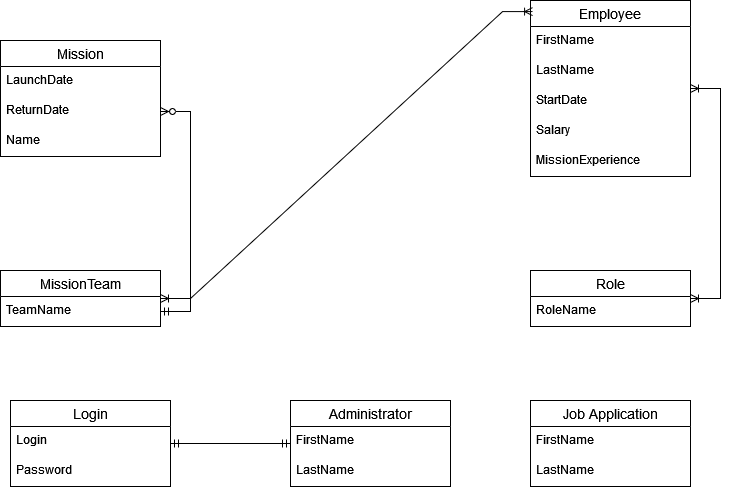 Mission
LaunchDate
ReturnDate
Name
Employee
FirstName
LastName
StartDate
Salary
MissionExperience
MissionTeam
TeamName
Role
RoleName
Login
Login
Password
Administrator
FirstName
LastName
Job Application
FirstName
LastName